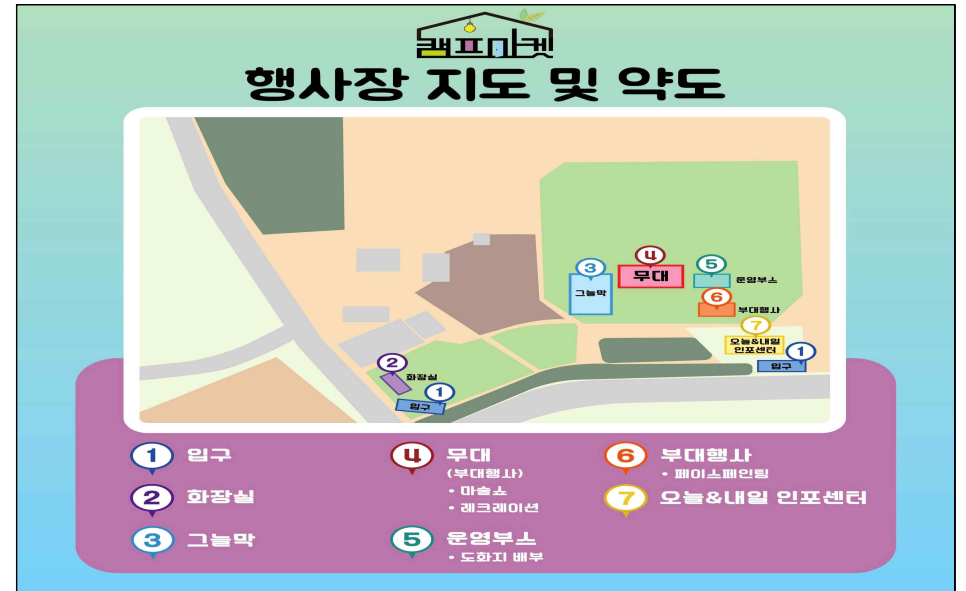 캠프마켓
행사장 지도 및 약도
4
3
무대
5
그늘막
운영부스
6
부대행사
7
오늘&내일
인포센터
1
입구
2
화장실
1
입구
1 입구
2 화장실
3 그늘막
4 무대
(부대행사)
• 마술쇼
• 레크레이션
5 운영부스
• 도화지 배부
6 부대행사
• 페이스페인팅
7 오늘&내일 인포센터